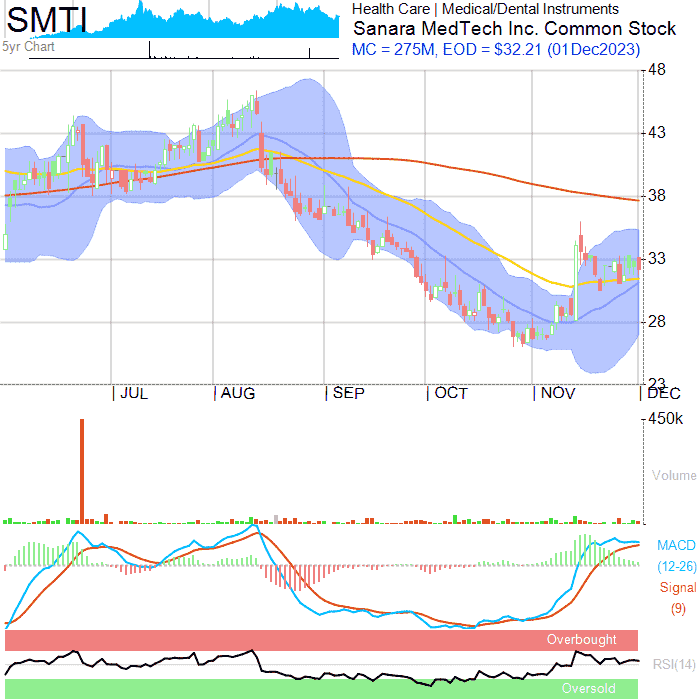 SMTI
5yr Chart
Health Care | Medical/Dental Instruments
Sanara MedTech Inc. Common Stock
MC = 275M, EOD = $32.21 (01Dec2023)
48
43
38
33
28
23
JUL AUG SEP OCT NOV DEC
450k
Volume
MACD
(12-26)
Signal
(9)
Overbought
RSI(14)
Oversold